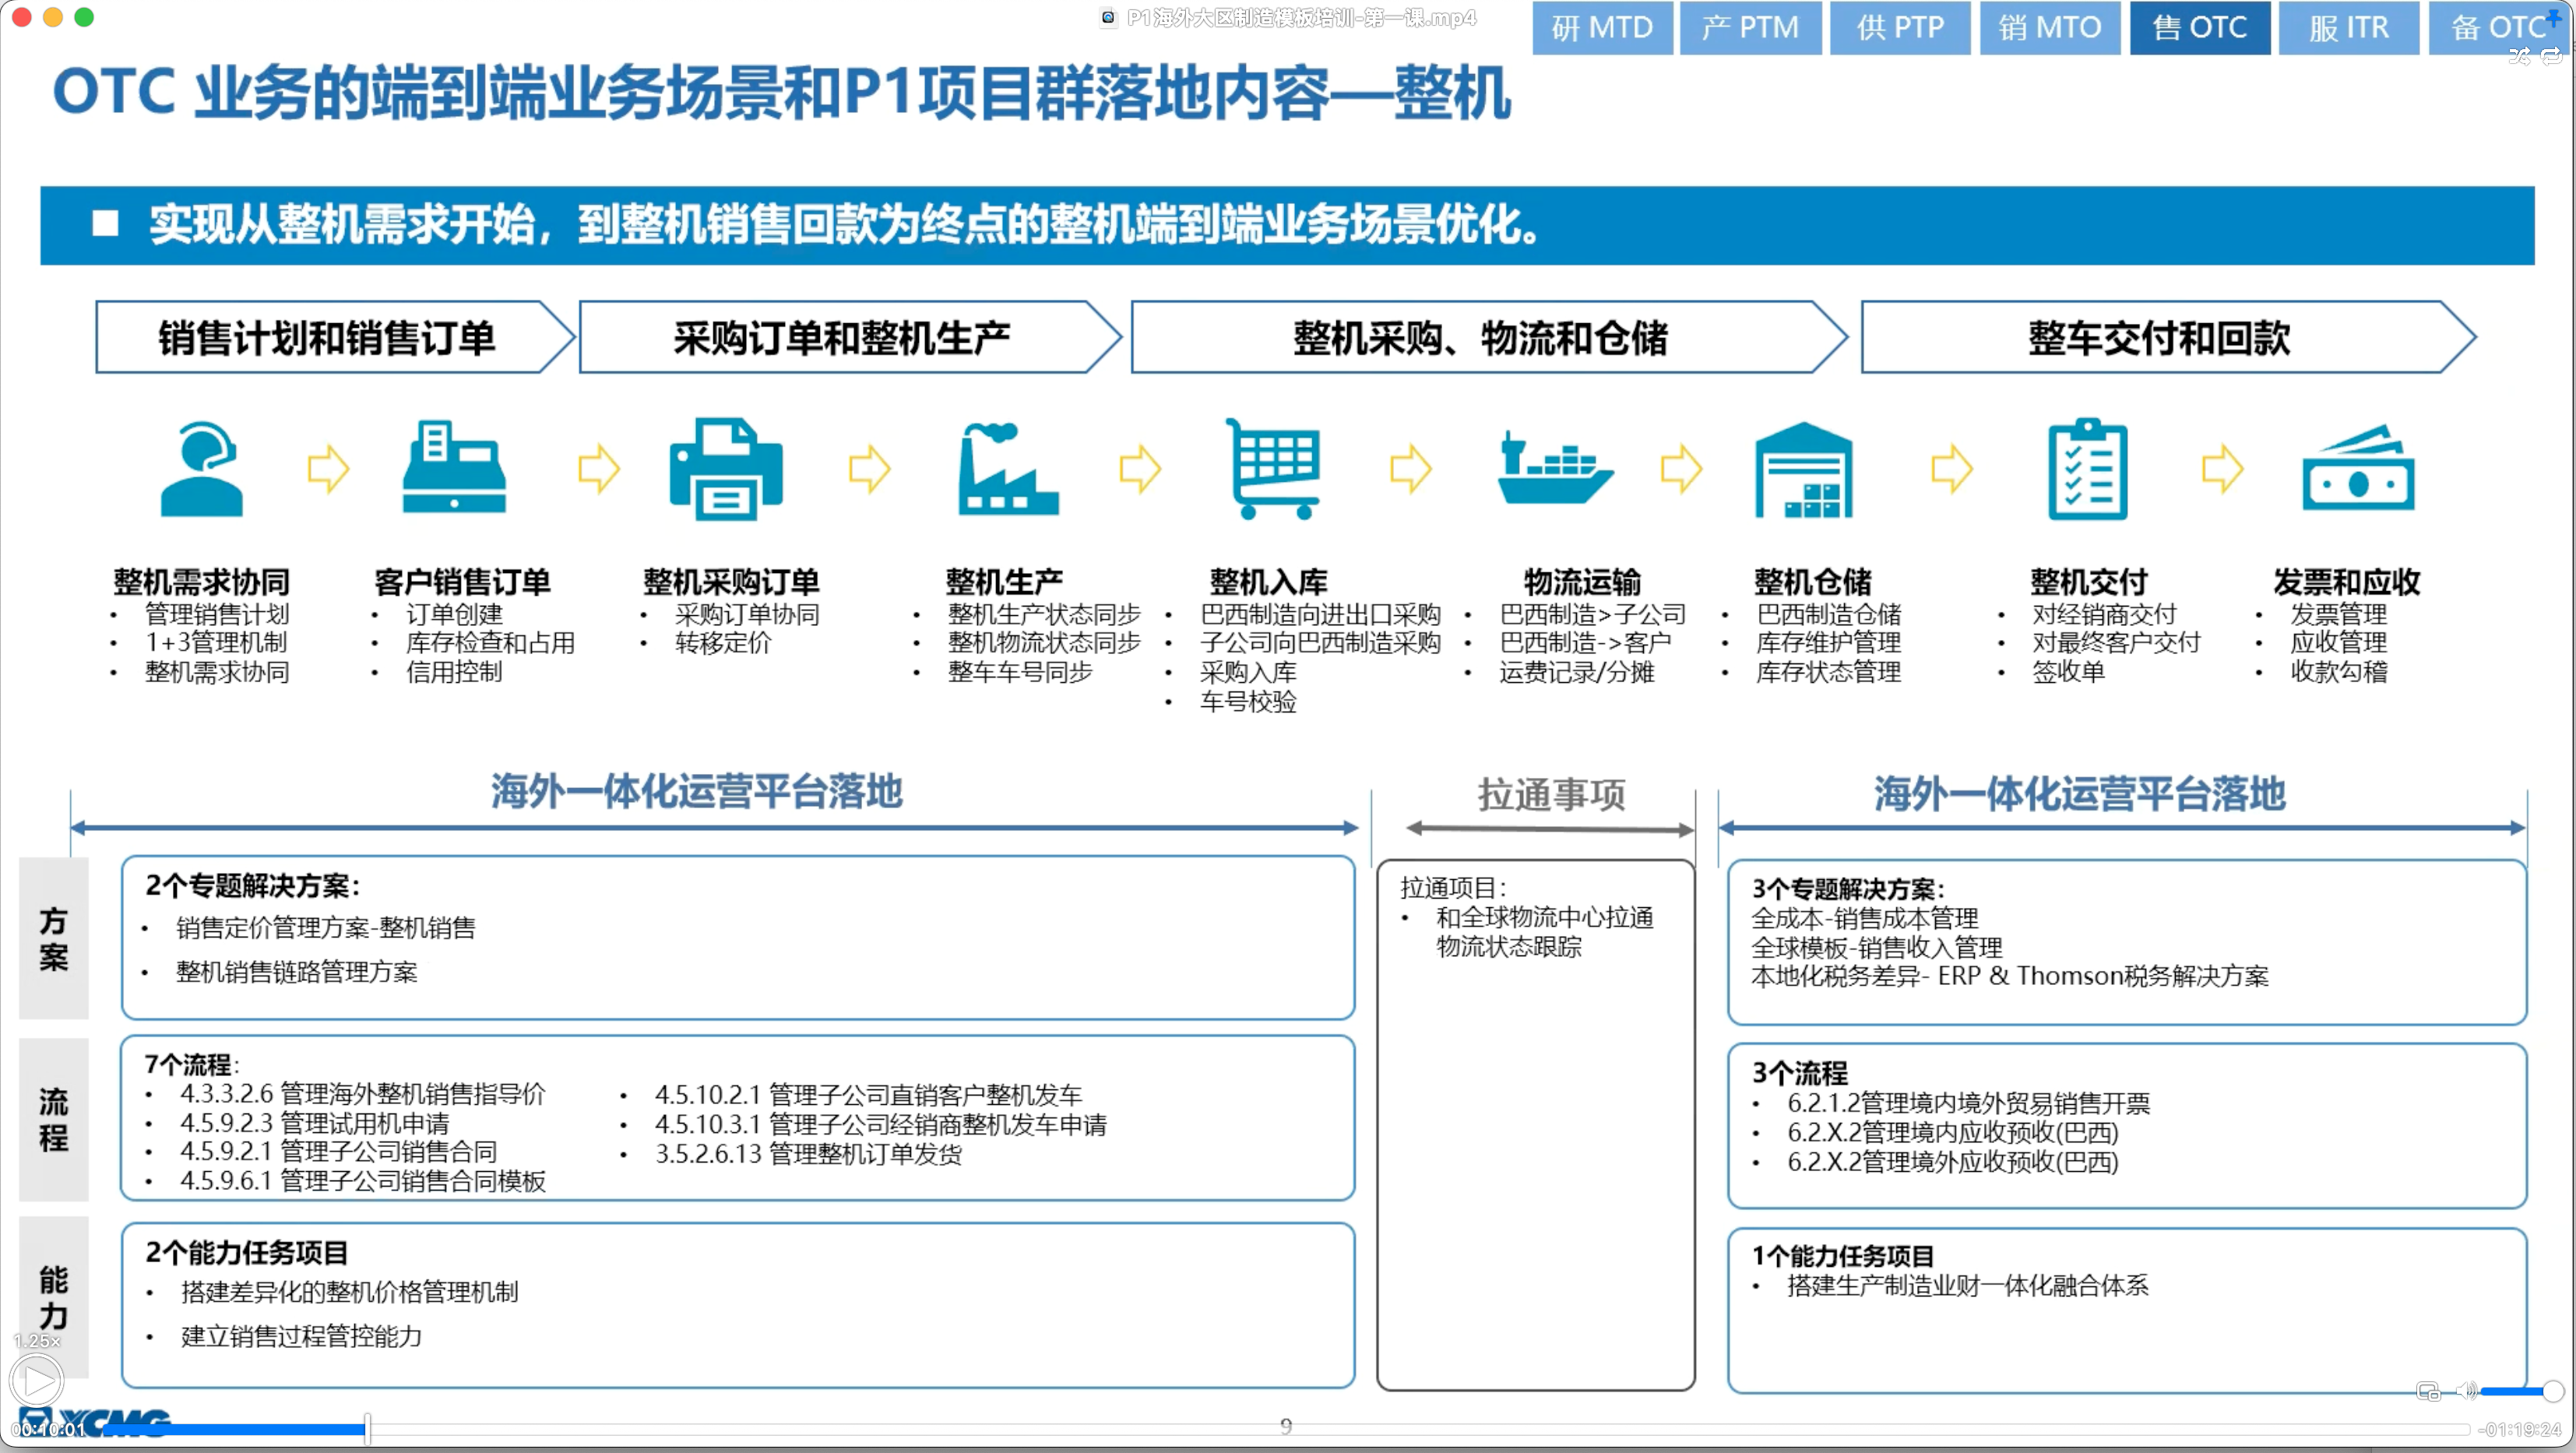 P1海外大区制造模板培训-第一课.mp4
研 MTD
产 PTM
供 PTP
销 MTO
售 OTC
服 ITR
备 OTC
OTC 业务的端到端业务场景和P1项目群落地内容—整机
实现从整机需求开始，到整机销售回款为终点的整机端到端业务场景优化。
销售计划和销售订单
采购订单和整机生产
整机采购、物流和仓储
整车交付和回款
整机需求协同
• 管理销售计划
• 1+3管理机制
• 整机需求协同
客户销售订单
• 订单创建
• 库存检查和占用
• 信用控制
整机采购订单
• 采购订单协同
• 转移定价
整机生产
• 整机生产状态同步
• 整机物流状态同步
• 整车车号同步
整机入库
• 巴西制造向进出口采购
• 子公司向巴西制造采购
• 采购入库
• 车号校验
物流运输
• 巴西制造>子公司
• 巴西制造->客户
• 运费记录/分摊
整机仓储
• 巴西制造仓储
• 库存维护管理
• 库存状态管理
整机交付
• 对经销商交付
• 对最终客户交付
• 签收单
发票和应收
• 发票管理
• 应收管理
• 收款勾稽
海外一体化运营平台落地
拉通事项
海外一体化运营平台落地
方案
2个专题解决方案：
• 销售定价管理方案-整机销售
• 整机销售链路管理方案
拉通项目：
• 和全球物流中心拉通
物流状态跟踪
3个专题解决方案：
全成本-销售成本管理
全球模板-销售收入管理
本地化税务差异- ERP & Thomson税务解决方案
流程
7个流程：
• 4.3.3.2.6 管理海外整机销售指导价
• 4.5.9.2.3 管理试用机申请
• 4.5.9.2.1 管理子公司销售合同
• 4.5.9.6.1 管理子公司销售合同模板
• 4.5.10.2.1 管理子公司直销客户整机发车
• 4.5.10.3.1 管理子公司经销商整机发车申请
• 3.5.2.6.13 管理整机订单发货
3个流程
• 6.2.1.2管理境内境外贸易销售开票
• 6.2.X.2管理境内应收预收(巴西)
• 6.2.X.2管理境外应收预收(巴西)
能力
2个能力任务项目
• 搭建差异化的整机价格管理机制
• 建立销售过程管控能力
1个能力任务项目
• 搭建生产制造业财一体化融合体系
1.25×
XCMG
00:10:01
9
-01:19:24